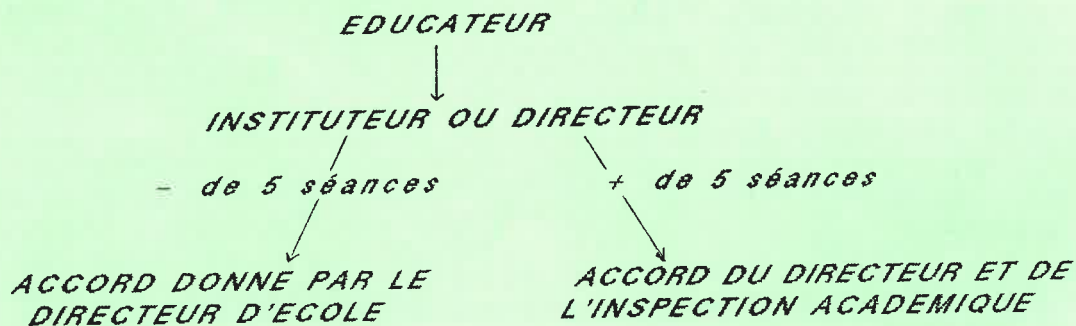 EDUCATEUR
INSTITUTEUR OU DIRECTEUR
- de 5 séances
+ de 5 séances
ACCORD DONNE PAR LE
DIRECTEUR D'ECOLE
ACCORD DU DIRECTEUR ET DE
L'INSPECTION ACADEMIQUE